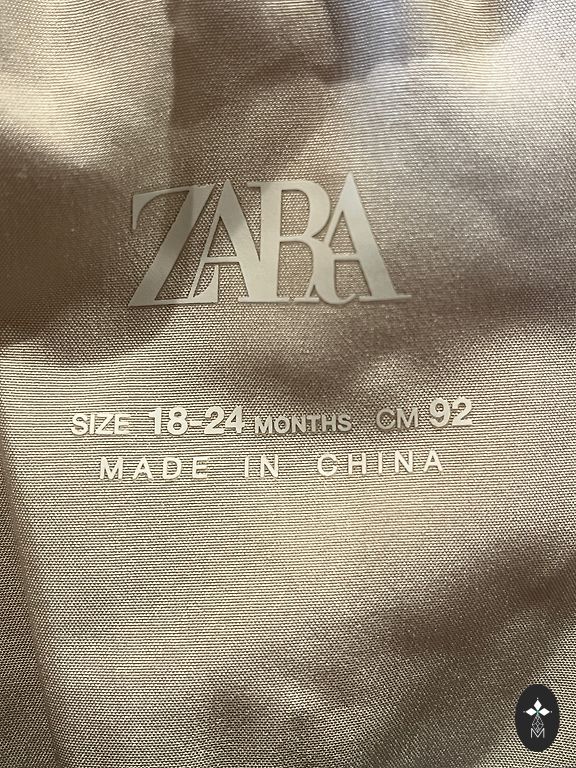 ZARA
SIZE 18-24 MONTHS CM 92
MADE IN CHINA
M